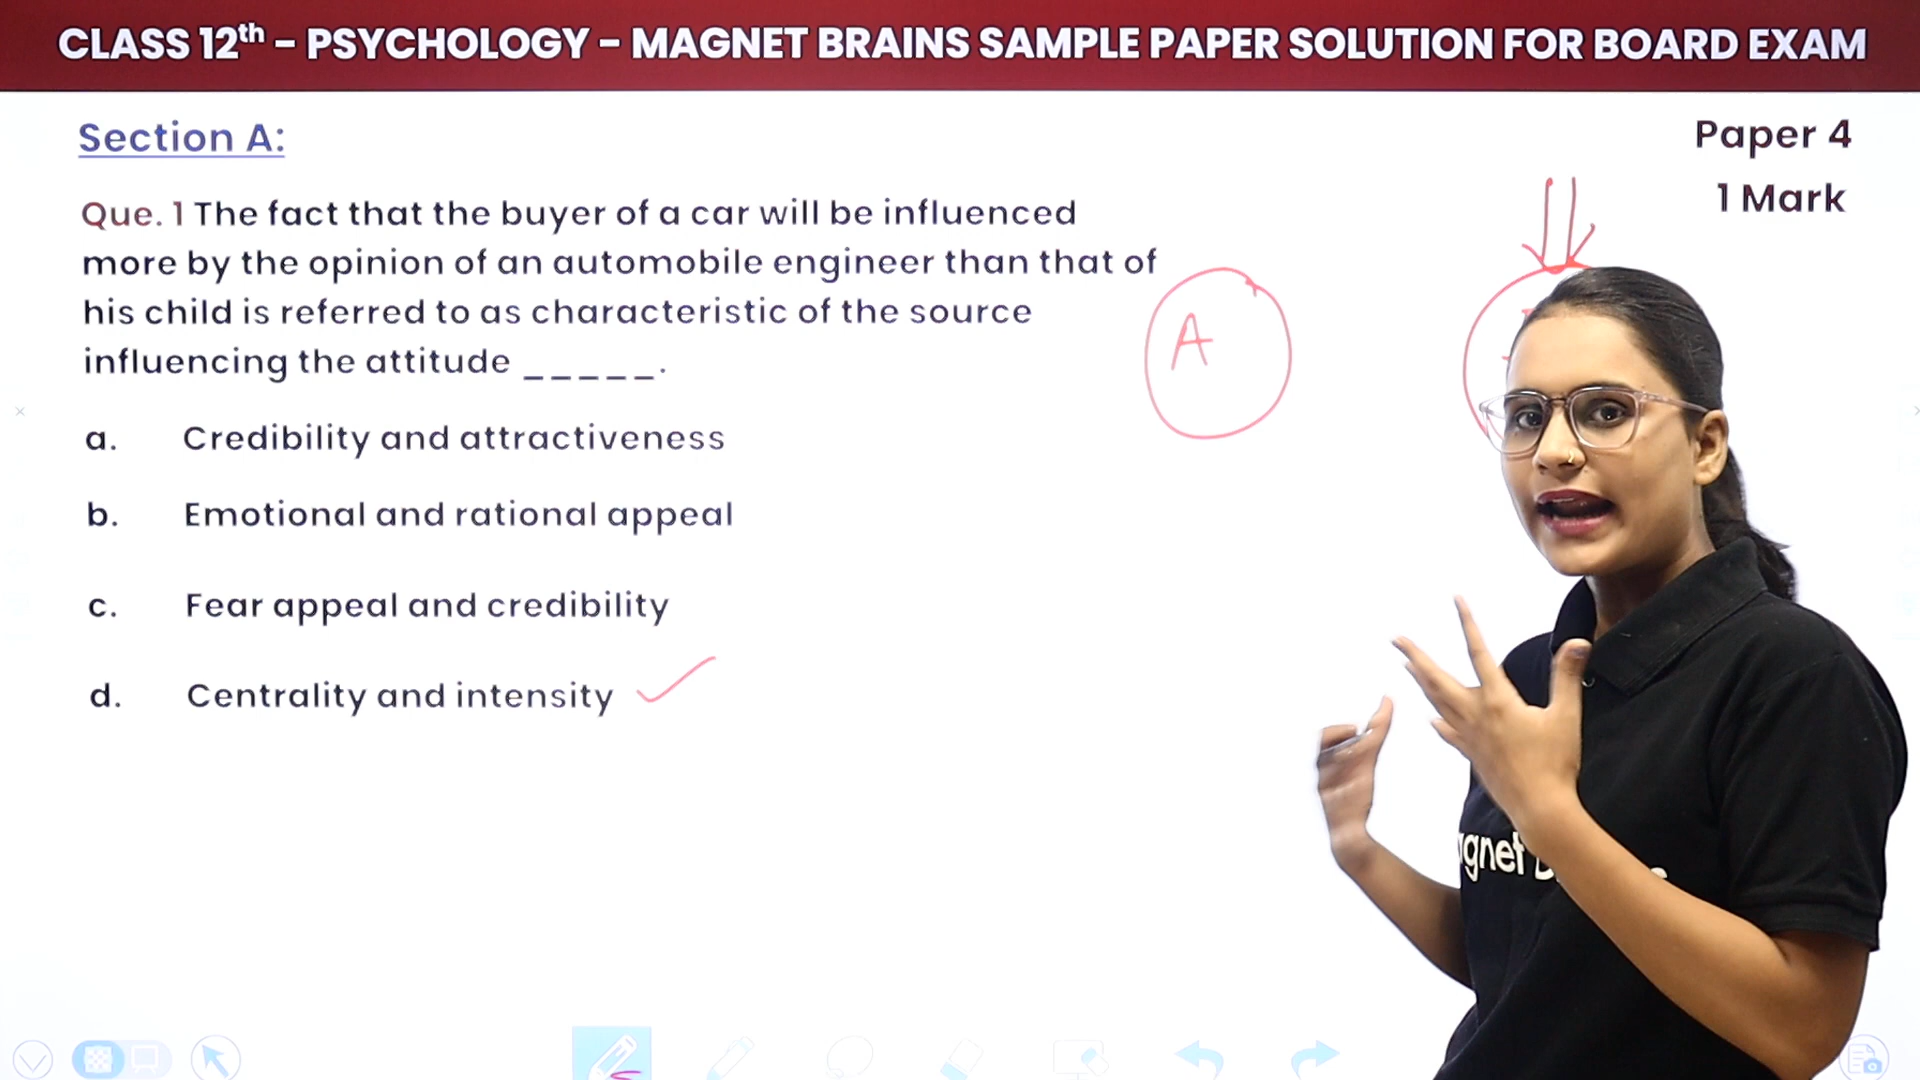 CLASS 12th – PSYCHOLOGY – MAGNET BRAINS SAMPLE PAPER SOLUTION FOR BOARD EXAM
Section A:
Paper 4
1 Mark
Que. 1 The fact that the buyer of a car will be influenced
more by the opinion of an automobile engineer than that of
his child is referred to as characteristic of the source
influencing the attitude _____.
A
a. Credibility and attractiveness
b. Emotional and rational appeal
c. Fear appeal and credibility
d. Centrality and intensity